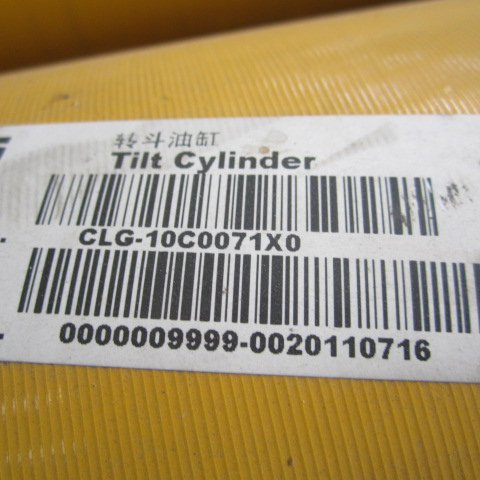 转斗油缸
Tilt Cylinder
CLG-10C0071X0
0000009999-0020110716